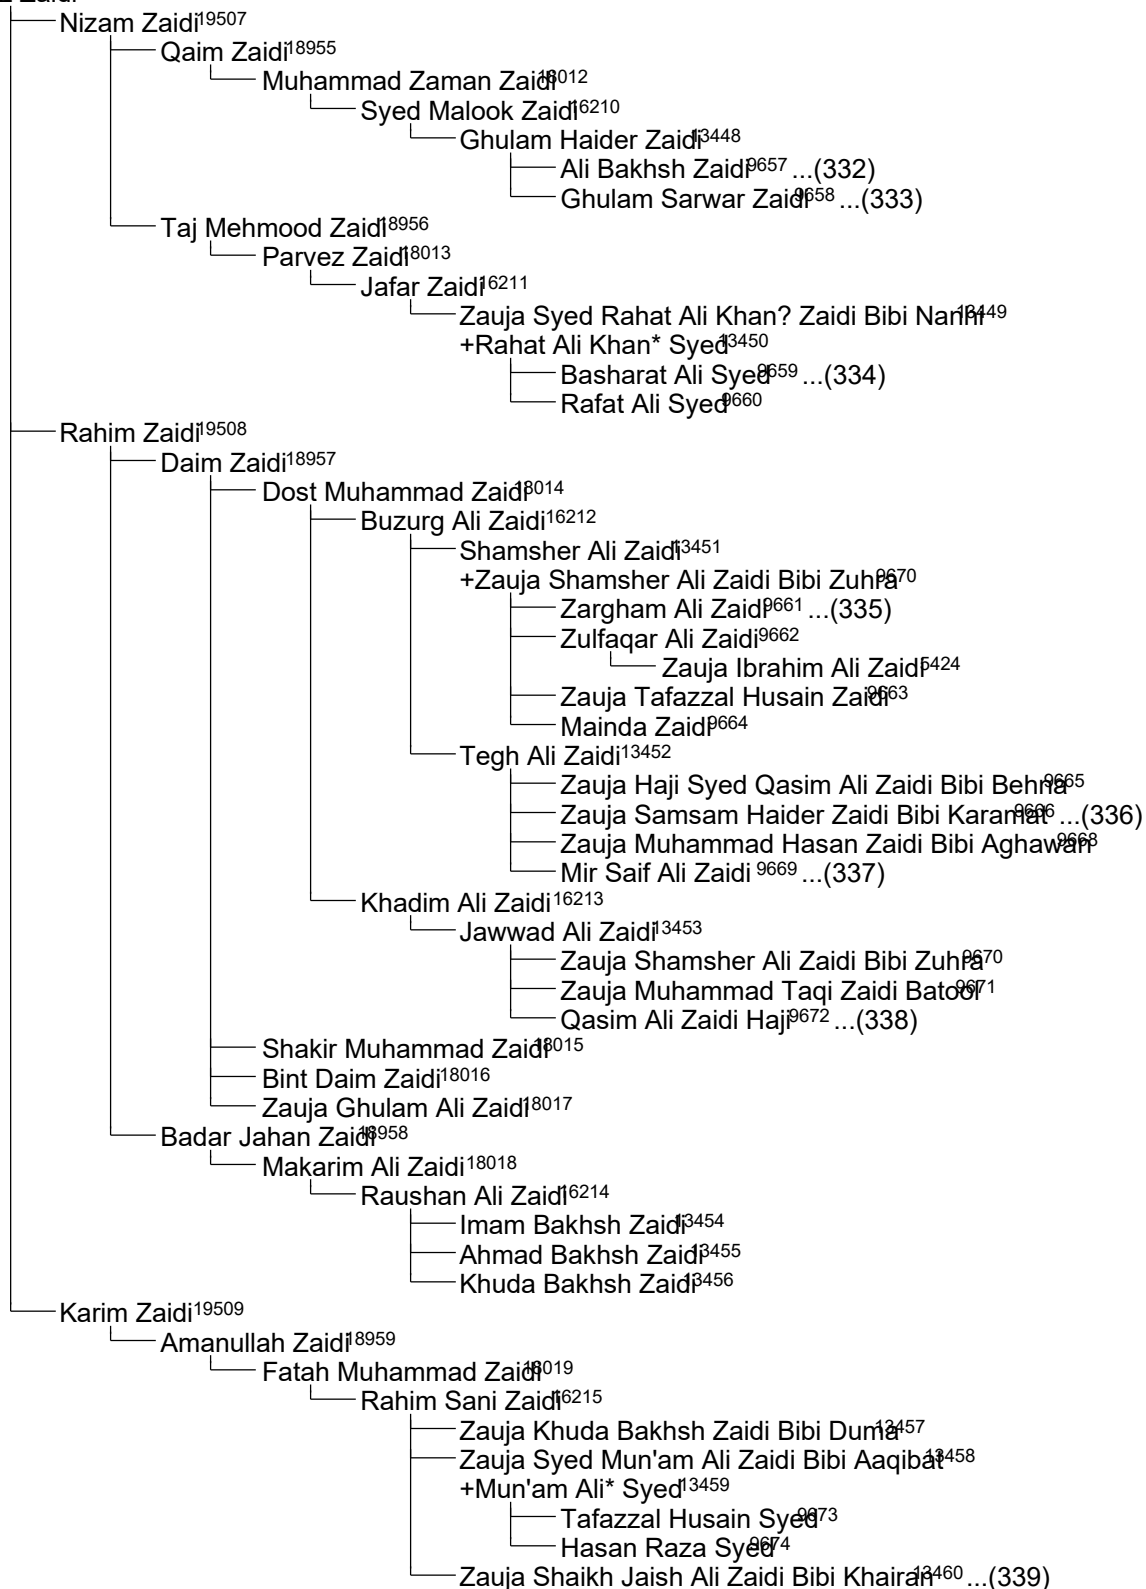 Zaidi
Nizam Zaidi19507
Qaim Zaidi18955
Muhammad Zaman Zaidi18012
Syed Malook Zaidi16210
Ghulam Haider Zaidi13448
Ali Bakhsh Zaidi9657 ...(332)
Ghulam Sarwar Zaidi9658 ...(333)
Taj Mehmood Zaidi18956
Parvez Zaidi18013
Jafar Zaidi16211
Zauja Syed Rahat Ali Khan? Zaidi Bibi Nanhi13449
+Rahat Ali Khan* Syed13450
Basharat Ali Syed9659 ...(334)
Rafat Ali Syed9660
Rahim Zaidi19508
Daim Zaidi18957
Dost Muhammad Zaidi18014
Buzurg Ali Zaidi16212
Shamsher Ali Zaidi13451
+Zauja Shamsher Ali Zaidi Bibi Zuhra9670
Zargham Ali Zaidi9661 ...(335)
Zulfaqar Ali Zaidi9662
Zauja Ibrahim Ali Zaidi5424
Zauja Tafazzal Husain Zaidi9663
Mainda Zaidi9664
Tegh Ali Zaidi13452
Zauja Haji Syed Qasim Ali Zaidi Bibi Behna9665
Zauja Samsam Haider Zaidi Bibi Karamat9666 ...(336)
Zauja Muhammad Hasan Zaidi Bibi Aghawan9668
Mir Saif Ali Zaidi 9669 ...(337)
Khadim Ali Zaidi16213
Jawwad Ali Zaidi13453
Zauja Shamsher Ali Zaidi Bibi Zuhra9670
Zauja Muhammad Taqi Zaidi Batool9671
Qasim Ali Zaidi Haji9672 ...(338)
Shakir Muhammad Zaidi18015
Bint Daim Zaidi18016
Zauja Ghulam Ali Zaidi18017
Badar Jahan Zaidi18958
Makarim Ali Zaidi18018
Raushan Ali Zaidi16214
Imam Bakhsh Zaidi13454
Ahmad Bakhsh Zaidi13455
Khuda Bakhsh Zaidi13456
Karim Zaidi19509
Amanullah Zaidi18959
Fatah Muhammad Zaidi18019
Rahim Sani Zaidi16215
Zauja Khuda Bakhsh Zaidi Bibi Duma13457
Zauja Syed Mun'am Ali Zaidi Bibi Aaqibat13458
+Mun'am Ali* Syed13459
Tafazzal Husain Syed9673
Hasan Raza Syed9674
Zauja Shaikh Jaish Ali Zaidi Bibi Khairan13460 ...(339)